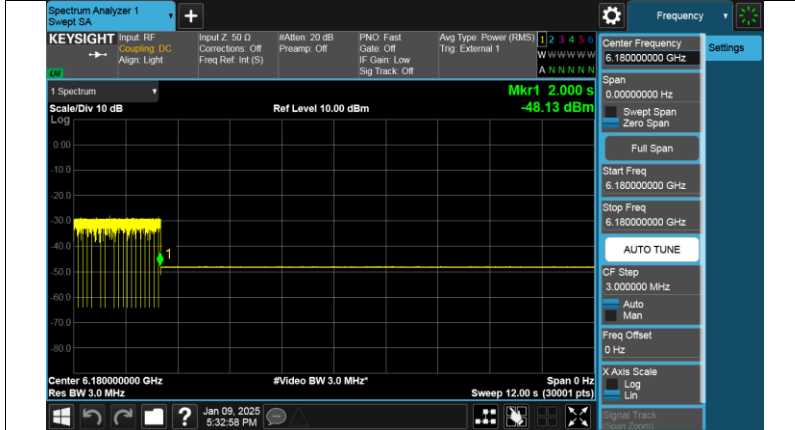 Spectrum Analyzer 1
Swept SA
Frequency
KEYSIGHT
Input: RF
Coupling: DC
Align: Light
Input Z: 50 Ω
Corrections: Off
Freq Ref: Int (S)
#Atten: 20 dB
Preamp: Off
PNO: Fast
Gate: Off
IF Gain: Low
Sig Track: Off
Avg Type: Power (RMS)
Trig: External 1
1 2 3 4 5 6
W W W W W W
A N N N N N
LXI
1 Spectrum
Mkr1 2.000 s
-48.13 dBm
Scale/Div 10 dB
Ref Level 10.00 dBm
Log
0.00
-10.0
-20.0
-30.0
-40.0
-50.0
-60.0
-70.0
-80.0
1
Center 6.180000000 GHz
#Video BW 3.0 MHz*
Span 0 Hz
Res BW 3.0 MHz
Sweep 12.00 s (30001 pts)
Jan 09, 2025
5:32:58 PM
Center Frequency
6.180000000 GHz
Settings
Span
0.00000000 Hz
Swept Span
Zero Span
Full Span
Start Freq
6.180000000 GHz
Stop Freq
6.180000000 GHz
AUTO TUNE
CF Step
3.000000 MHz
Auto
Man
Freq Offset
0 Hz
X Axis Scale
Log
Lin
Signal Track
(Span Zoom)